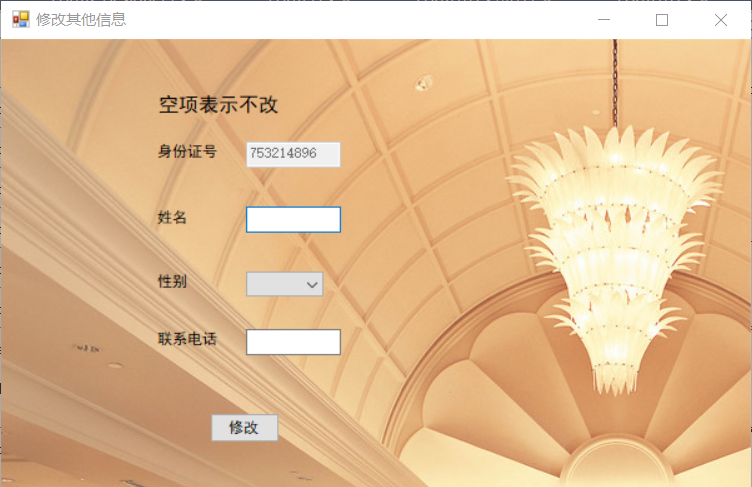 修改其他信息
空项表示不改
身份证号 753214896
姓名
性别
联系电话
修改